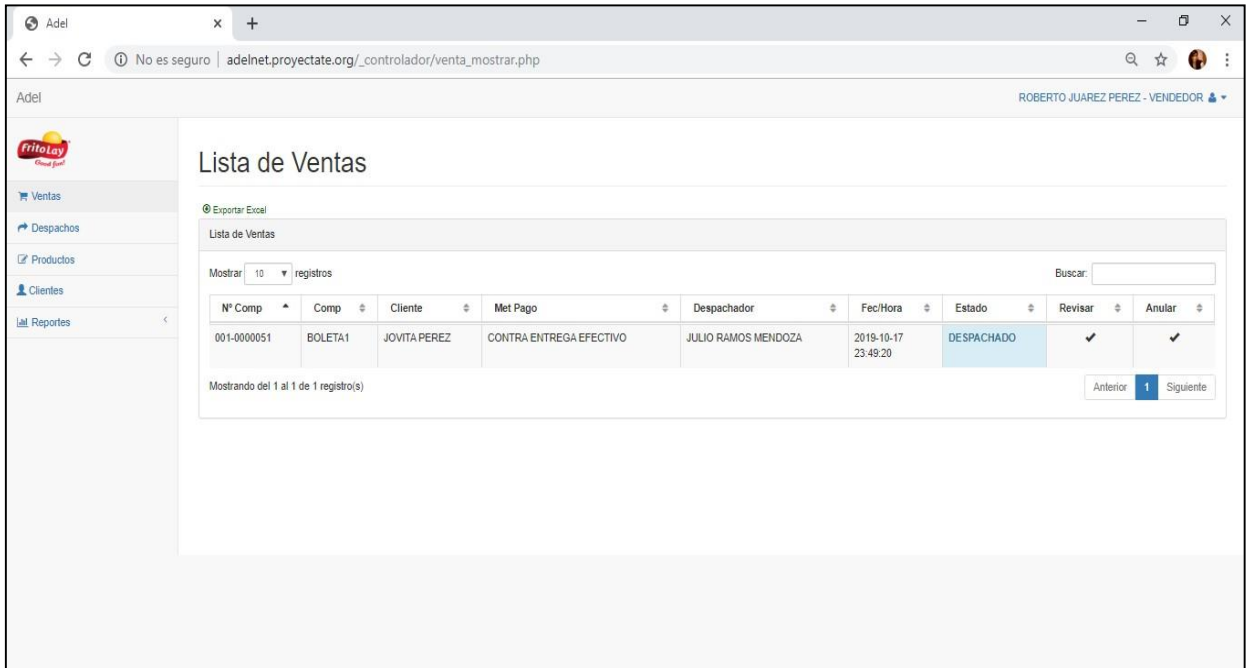 Adel
No es seguro | adelnet.proyectate.org/_controlador/venta_mostrar.php
Adel
ROBERTO JUAREZ PEREZ - VENDEDOR
FritoLay
Good fun!
Ventas
Despachos
Productos
Clientes
Reportes
Lista de Ventas
Exportar Excel
Lista de Ventas
Mostrar 10 registros
Buscar:
Nº Comp Comp Cliente Met Pago Despachador Fec/Hora Estado Revisar Anular
001-0000051 BOLETA1 JOVITA PEREZ CONTRA ENTREGA EFECTIVO JULIO RAMOS MENDOZA 2019-10-17 DESPACHADO
23:49:20
Mostrando del 1 al 1 de 1 registro(s)
Anterior 1 Siguiente